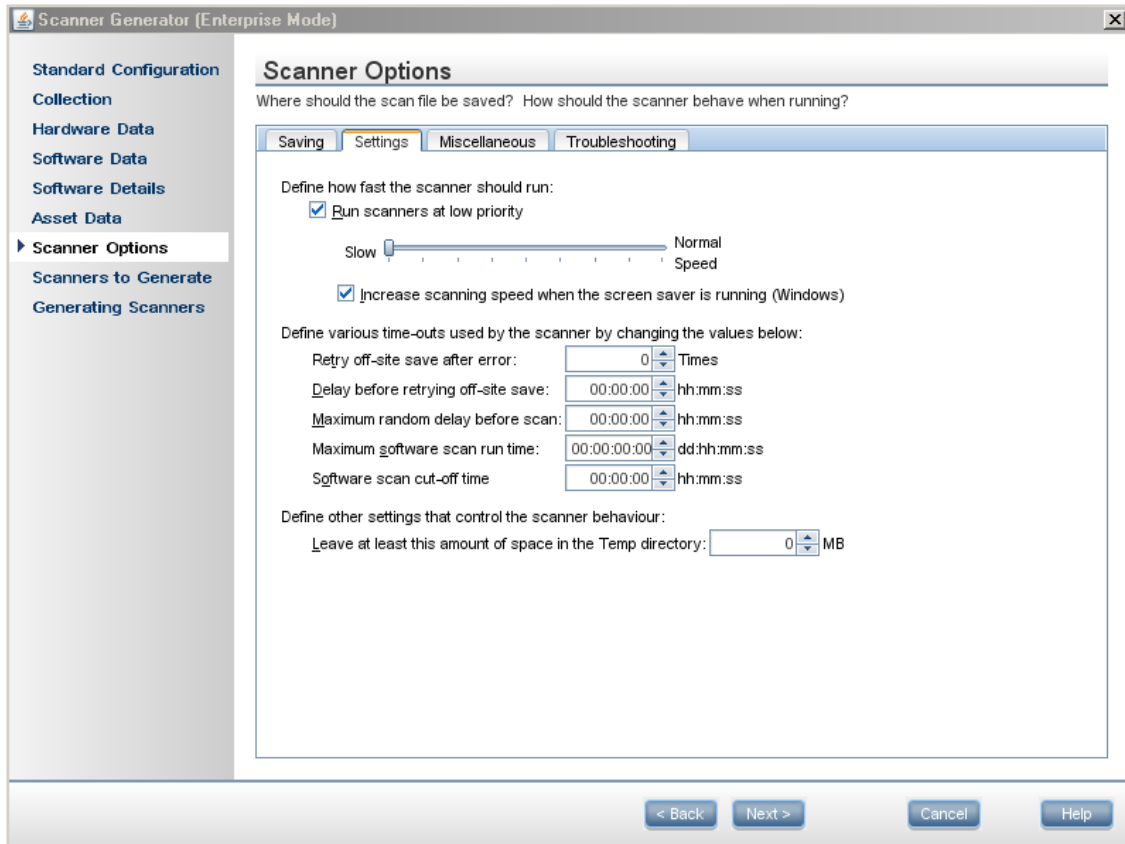 Scanner Generator (Enterprise Mode)
Standard Configuration
Collection
Hardware Data
Software Data
Software Details
Asset Data
Scanner Options
Scanners to Generate
Generating Scanners
Scanner Options
Where should the scan file be saved? How should the scanner behave when running?
Saving Settings Miscellaneous Troubleshooting
Define how fast the scanner should run:
Run scanners at low priority
Slow Normal
Speed
Increase scanning speed when the screen saver is running (Windows)
Define various time-outs used by the scanner by changing the values below:
Retry off-site save after error: 0 Times
Delay before retrying off-site save: 00:00:00 hh:mm:ss
Maximum random delay before scan: 00:00:00 hh:mm:ss
Maximum software scan run time: 00:00:00:00 dd:hh:mm:ss
Software scan cut-off time 00:00:00 hh:mm:ss
Define other settings that control the scanner behaviour:
Leave at least this amount of space in the Temp directory: 0 MB
< Back Next > Cancel Help